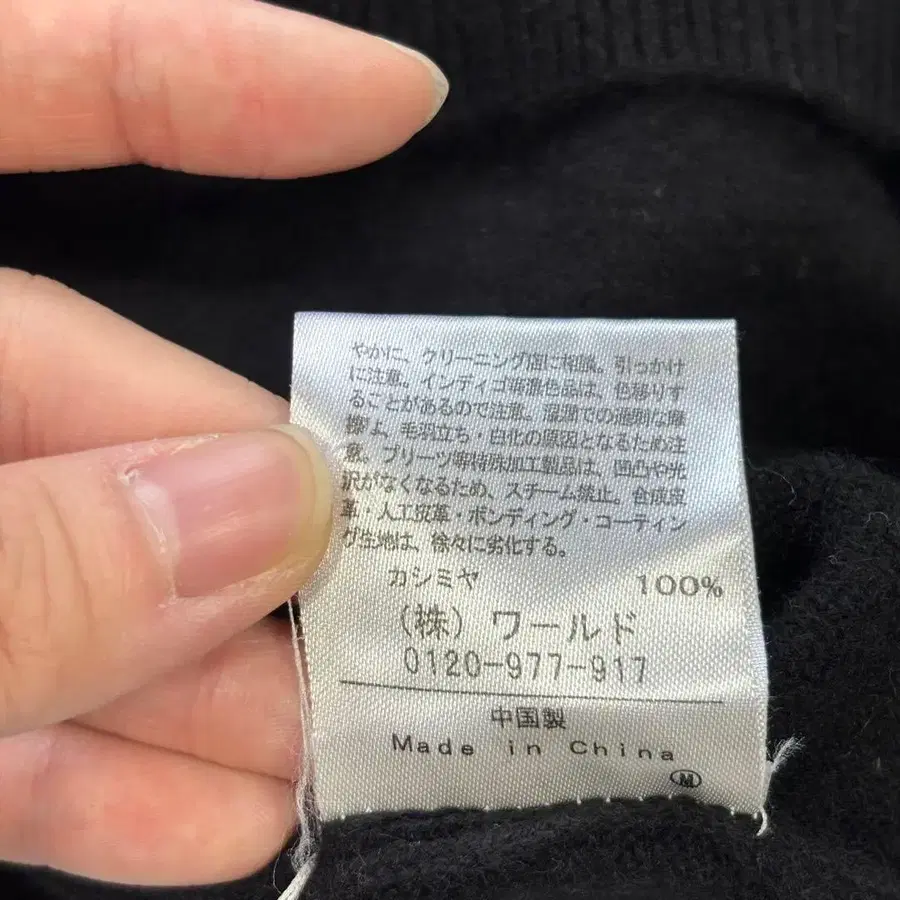 やかに、クリーニング店に相談。引っかけ
に注意。インディゴ等濃色品は、色移りす
ることがあるので注意。湿潤での過剰な摩
擦ﾉ止。毛羽立ち・白化の原因となるため注
意。プリーツ等特殊加工製品は、凹凸や光
沢がなくなるため、スチーム禁止。合成皮
革・人工皮革・ボンディング・コーティン
グ生地は、徐々に劣化する。
カシミヤ 100%
(株) ワールド
0120-977-917
中国製
Made in China
M